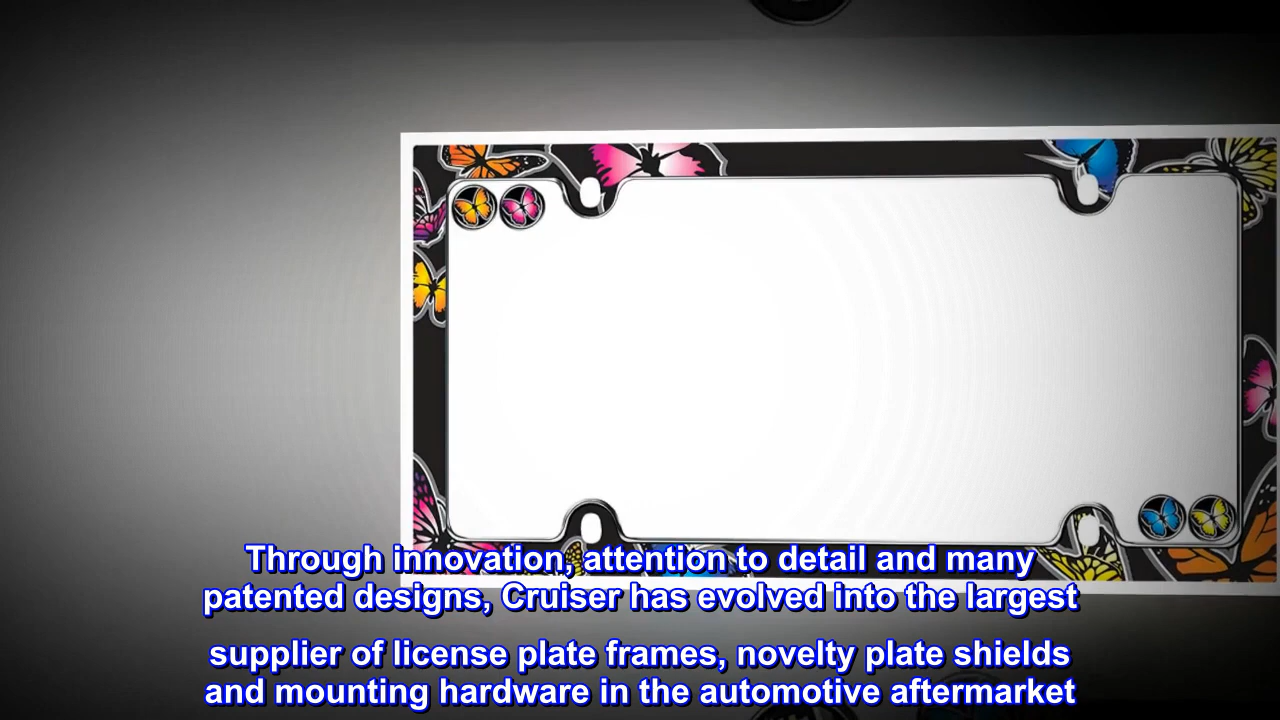 Through innovation, attention to detail and many
patented designs, Cruiser has evolved into the largest
supplier of license plate frames, novelty plate shields
and mounting hardware in the automotive aftermarket